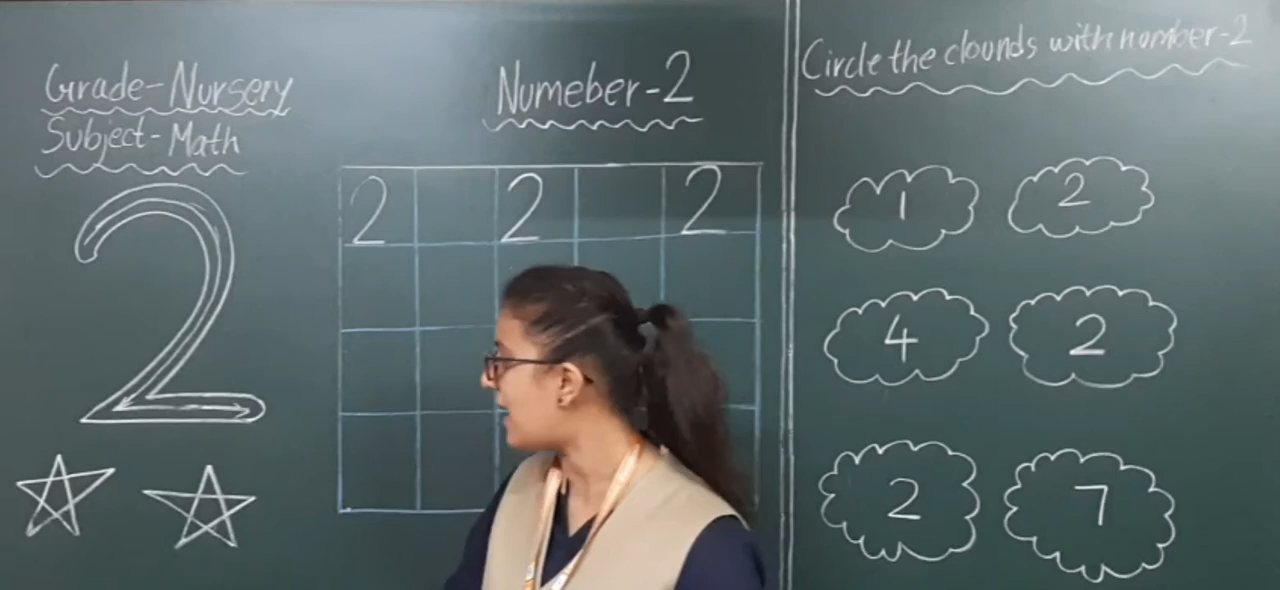 Grade-Nursery
Subject-Math
2
Numeber-2
2 2 2
Circle the clounds with number-2
1 2
4 2
2 7